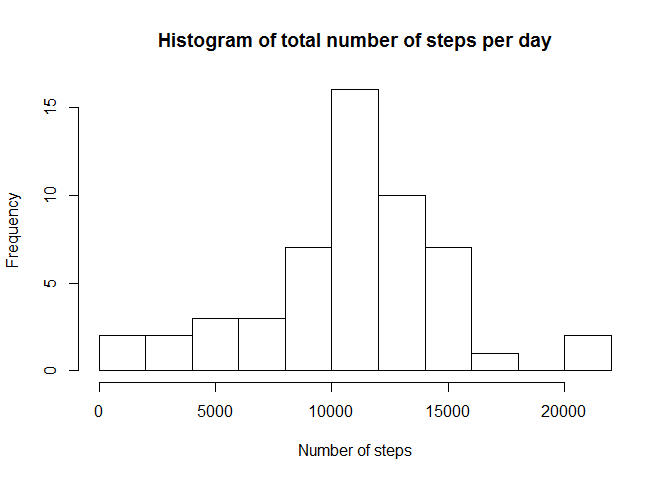 Histogram of total number of steps per day
Frequency
15
10
5
0
0 5000 10000 15000 20000
Number of steps